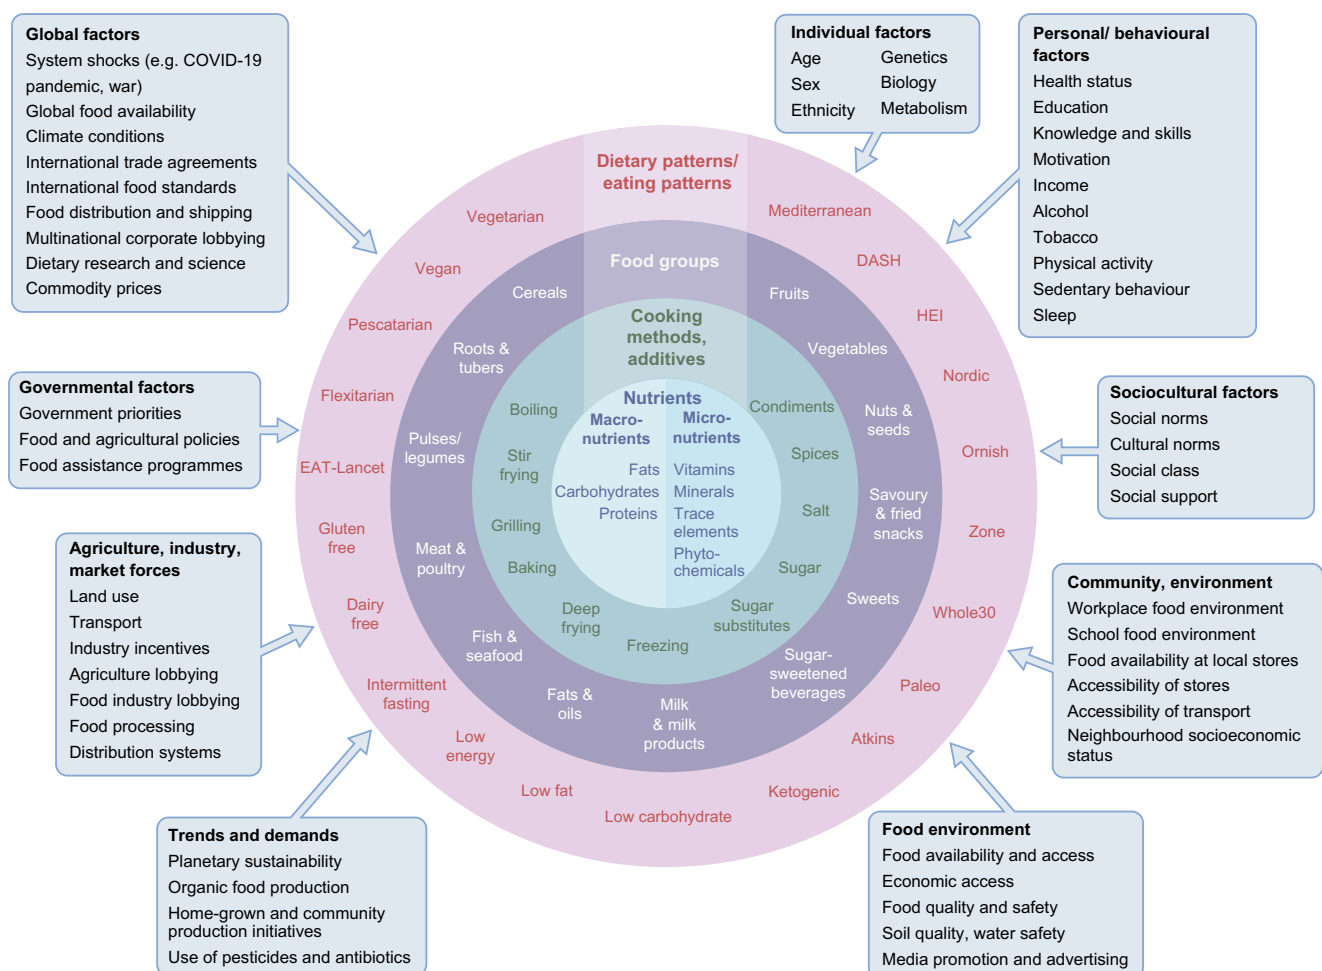 Global factors
System shocks (e.g. COVID-19
pandemic, war)
Global food availability
Climate conditions
International trade agreements
International food standards
Food distribution and shipping
Multinational corporate lobbying
Dietary research and science
Commodity prices
Individual factors
Age
Sex
Ethnicity
Genetics
Biology
Metabolism
Personal/ behavioural
factors
Health status
Education
Knowledge and skills
Motivation
Income
Alcohol
Tobacco
Physical activity
Sedentary behaviour
Sleep
Governmental factors
Government priorities
Food and agricultural policies
Food assistance programmes
Sociocultural factors
Social norms
Cultural norms
Social class
Social support
Agriculture, industry,
market forces
Land use
Transport
Industry incentives
Agriculture lobbying
Food industry lobbying
Food processing
Distribution systems
Community, environment
Workplace food environment
School food environment
Food availability at local stores
Accessibility of stores
Accessibility of transport
Neighbourhood socioeconomic
status
Trends and demands
Planetary sustainability
Organic food production
Home-grown and community
production initiatives
Use of pesticides and antibiotics
Food environment
Food availability and access
Economic access
Food quality and safety
Soil quality, water safety
Media promotion and advertising
Dietary patterns/
eating patterns
Mediterranean
DASH
HEI
Nordic
Ornish
Zone
Whole30
Paleo
Atkins
Ketogenic
Low carbohydrate
Low fat
Low
energy
Intermittent
fasting
Dairy
free
Gluten
free
EAT-Lancet
Flexitarian
Pescatarian
Vegan
Vegetarian
Food groups
Fruits
Vegetables
Nuts &
seeds
Savoury
& fried
snacks
Sweets
Sugar-
sweetened
beverages
Milk
& milk
products
Fats &
oils
Fish &
seafood
Meat &
poultry
Pulses/
legumes
Roots &
tubers
Cereals
Cooking
methods,
additives
Condiments
Spices
Salt
Sugar
Sugar
substitutes
Freezing
Deep
frying
Baking
Grilling
Stir
frying
Boiling
Nutrients
Macro-
nutrients
Fats
Carbohydrates
Proteins
Micro-
nutrients
Vitamins
Minerals
Trace
elements
Phyto-
chemicals